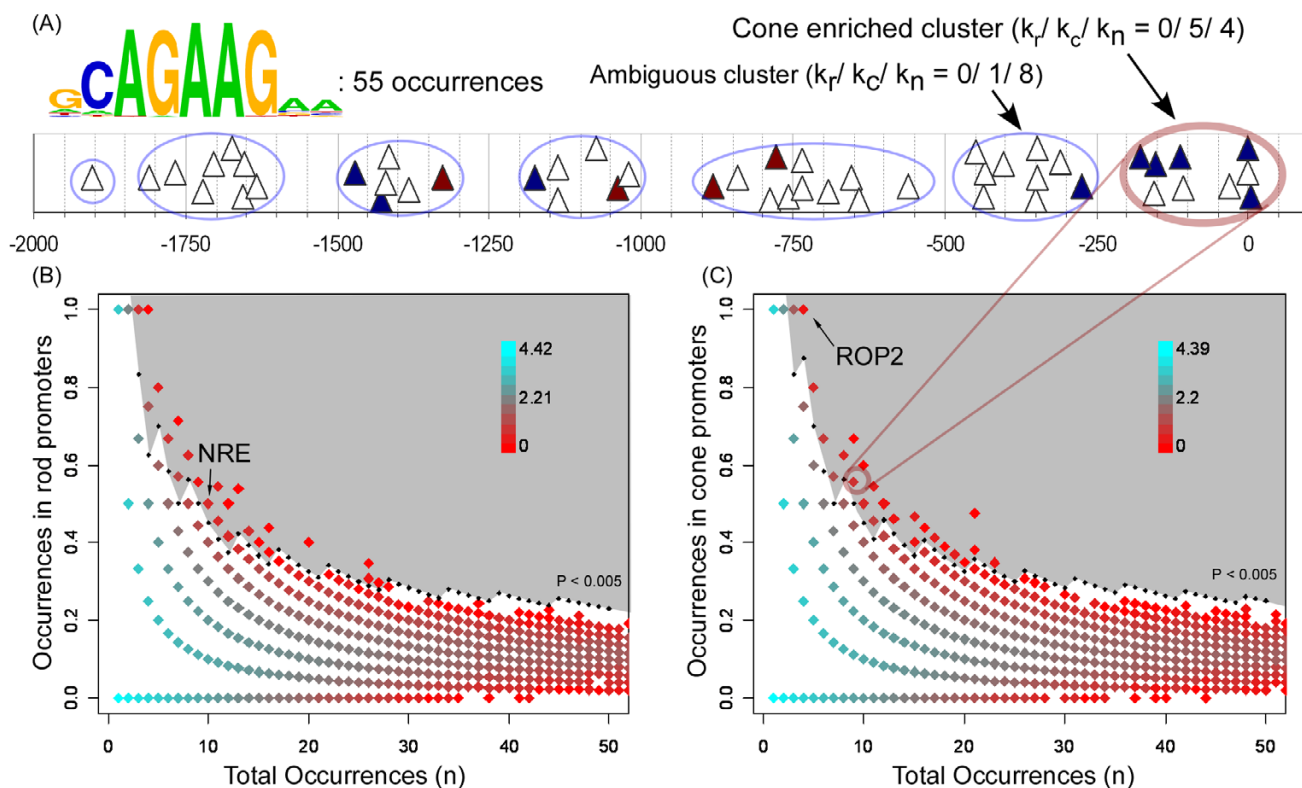 (A)
GCAGAAGAA
: 55 occurrences
Cone enriched cluster (kr/ kc/ kn = 0/ 5/ 4)
Ambiguous cluster (kr/ kc/ kn = 0/ 1/ 8)
-2000 -1750 -1500 -1250 -1000 -750 -500 -250 0
(B)
Occurrences in rod promoters
1.0
0.8
0.6
0.4
0.2
0.0
4.42
2.21
0
NRE
P < 0.005
0 10 20 30 40 50
Total Occurrences (n)
(C)
Occurrences in cone promoters
1.0
0.8
0.6
0.4
0.2
0.0
ROP2
4.39
2.2
0
P < 0.005
0 10 20 30 40 50
Total Occurrences (n)